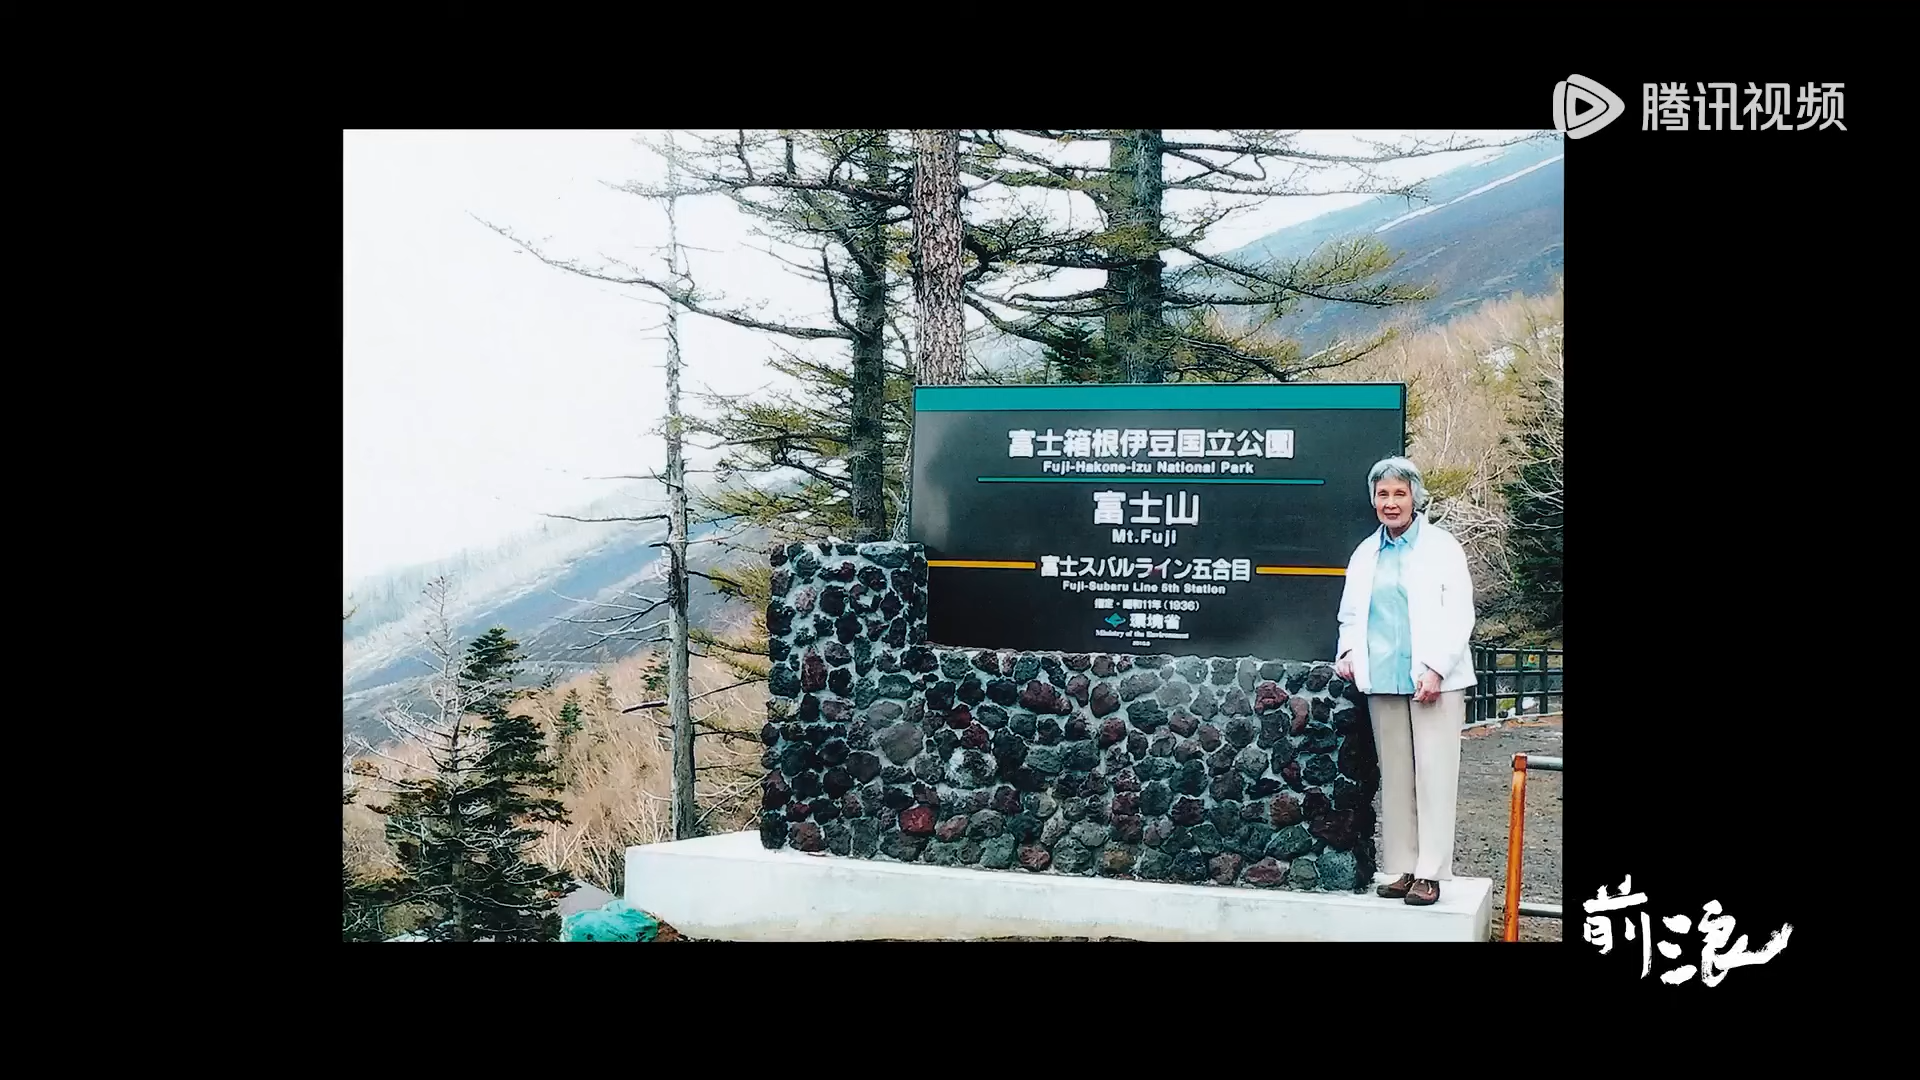 腾讯视频
富士箱根伊豆国立公園
Fuji-Hakone-Izu National Park
富士山
Mt.Fuji
富士スバルライン五合目
Fuji-Subaru Line 5th Station
指定・昭和11年(1936)
環境省
Ministry of the Environment
前浪